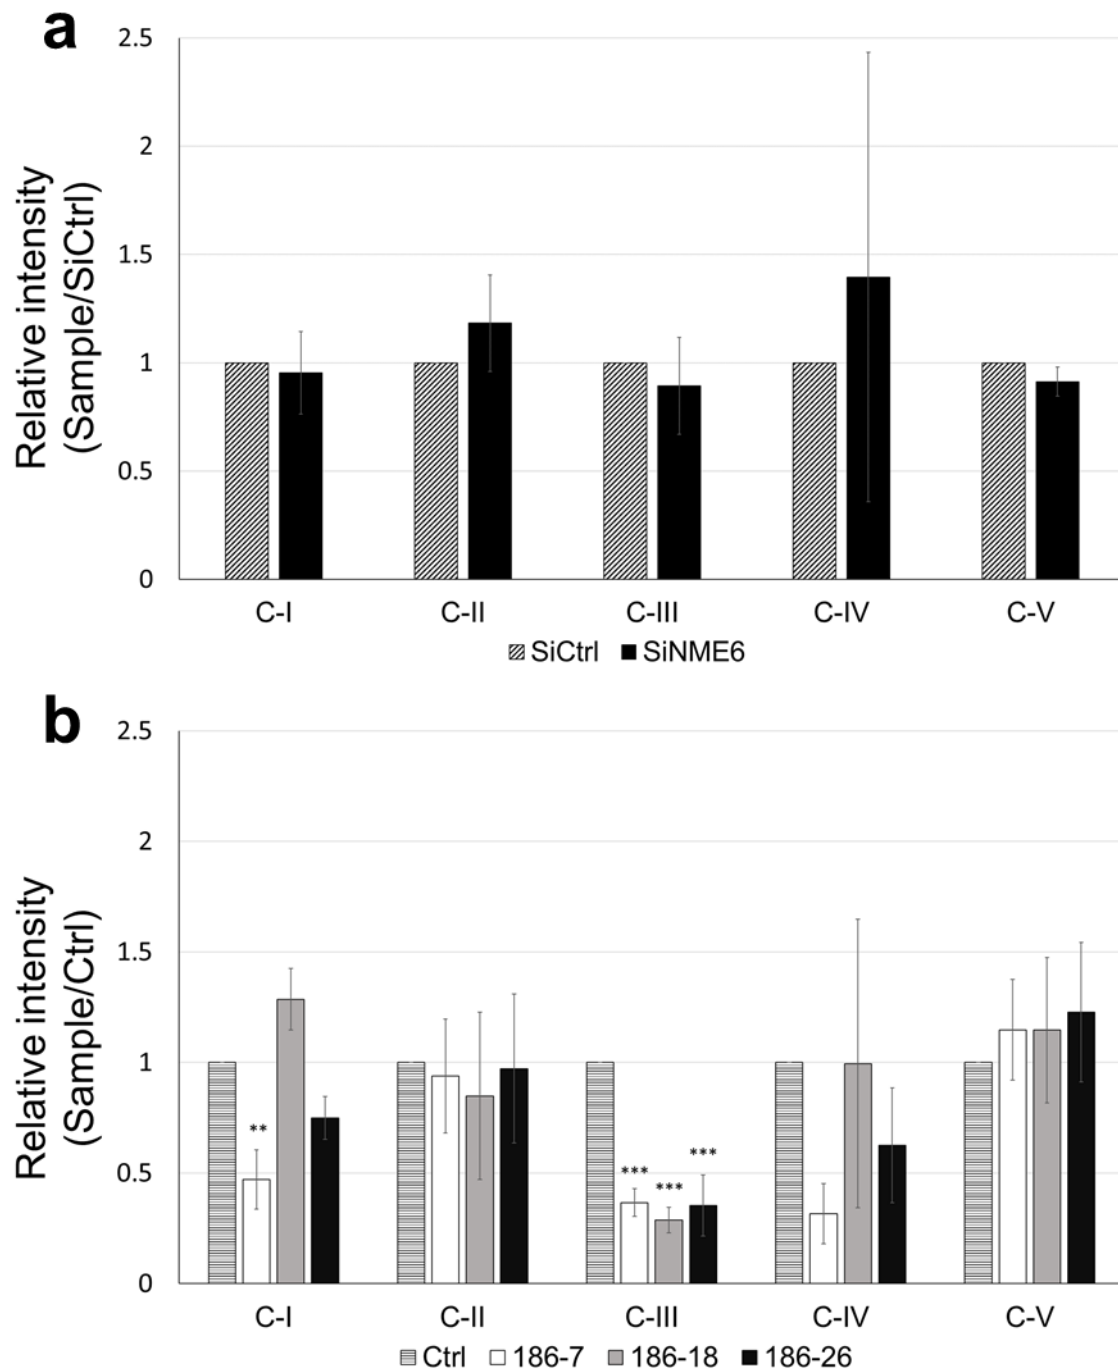 a
Relative intensity
(Sample/SiCtrl)
2.5
2
1.5
1
0.5
0
C-I C-II C-III C-IV C-V
SiCtrl SiNME6
b
Relative intensity
(Sample/Ctrl)
2.5
2
1.5
1
0.5
0
**
***
***
***
C-I C-II C-III C-IV C-V
Ctrl 186-7 186-18 186-26